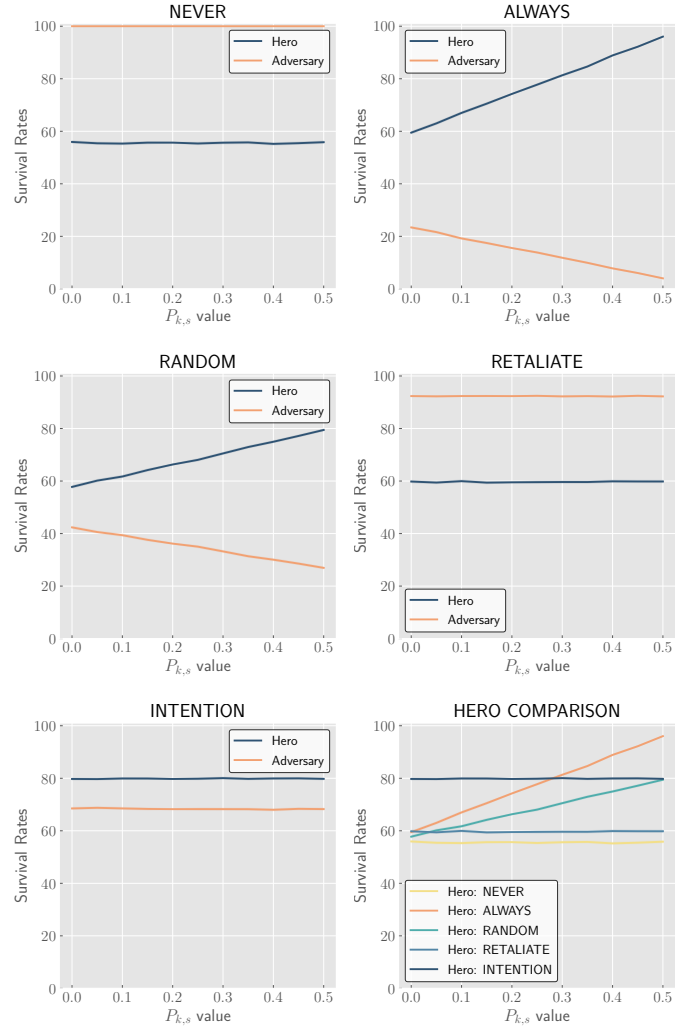 NEVER
100
80
60
40
20
0
Survival Rates
Hero
Adversary
0.0 0.1 0.2 0.3 0.4 0.5
P_{k,s} value
ALWAYS
100
80
60
40
20
0
Survival Rates
Hero
Adversary
0.0 0.1 0.2 0.3 0.4 0.5
P_{k,s} value
RANDOM
100
80
60
40
20
0
Survival Rates
Hero
Adversary
0.0 0.1 0.2 0.3 0.4 0.5
P_{k,s} value
RETALIATE
100
80
60
40
20
0
Survival Rates
Hero
Adversary
0.0 0.1 0.2 0.3 0.4 0.5
P_{k,s} value
INTENTION
100
80
60
40
20
0
Survival Rates
Hero
Adversary
0.0 0.1 0.2 0.3 0.4 0.5
P_{k,s} value
HERO COMPARISON
100
80
60
40
20
0
Survival Rates
Hero: NEVER
Hero: ALWAYS
Hero: RANDOM
Hero: RETALIATE
Hero: INTENTION
0.0 0.1 0.2 0.3 0.4 0.5
P_{k,s} value